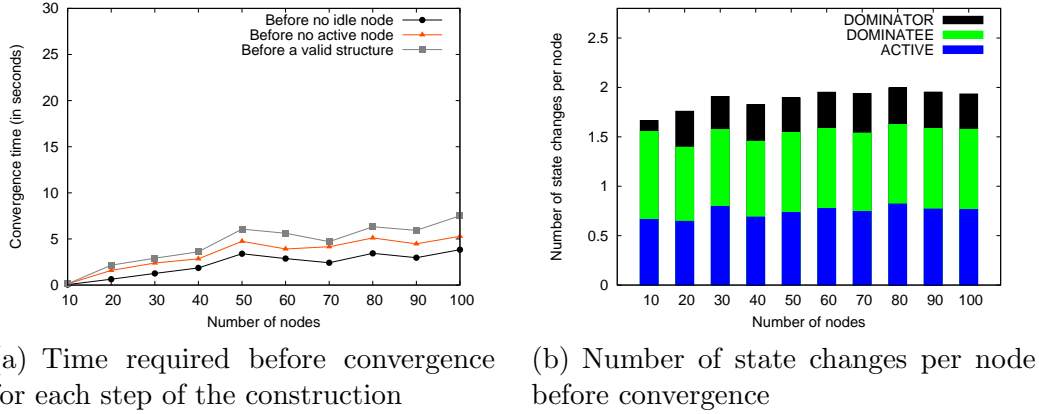 30
25
20
15
10
5
0
Convergence time (in seconds)
Before no idle node
Before no active node
Before a valid structure
10 20 30 40 50 60 70 80 90 100
Number of nodes
2.5
2
1.5
1
0.5
0
Number of state changes per node
DOMINATOR
DOMINATEE
ACTIVE
10 20 30 40 50 60 70 80 90 100
Number of nodes
a) Time required before convergence
or each step of the construction
(b) Number of state changes per node
before convergence